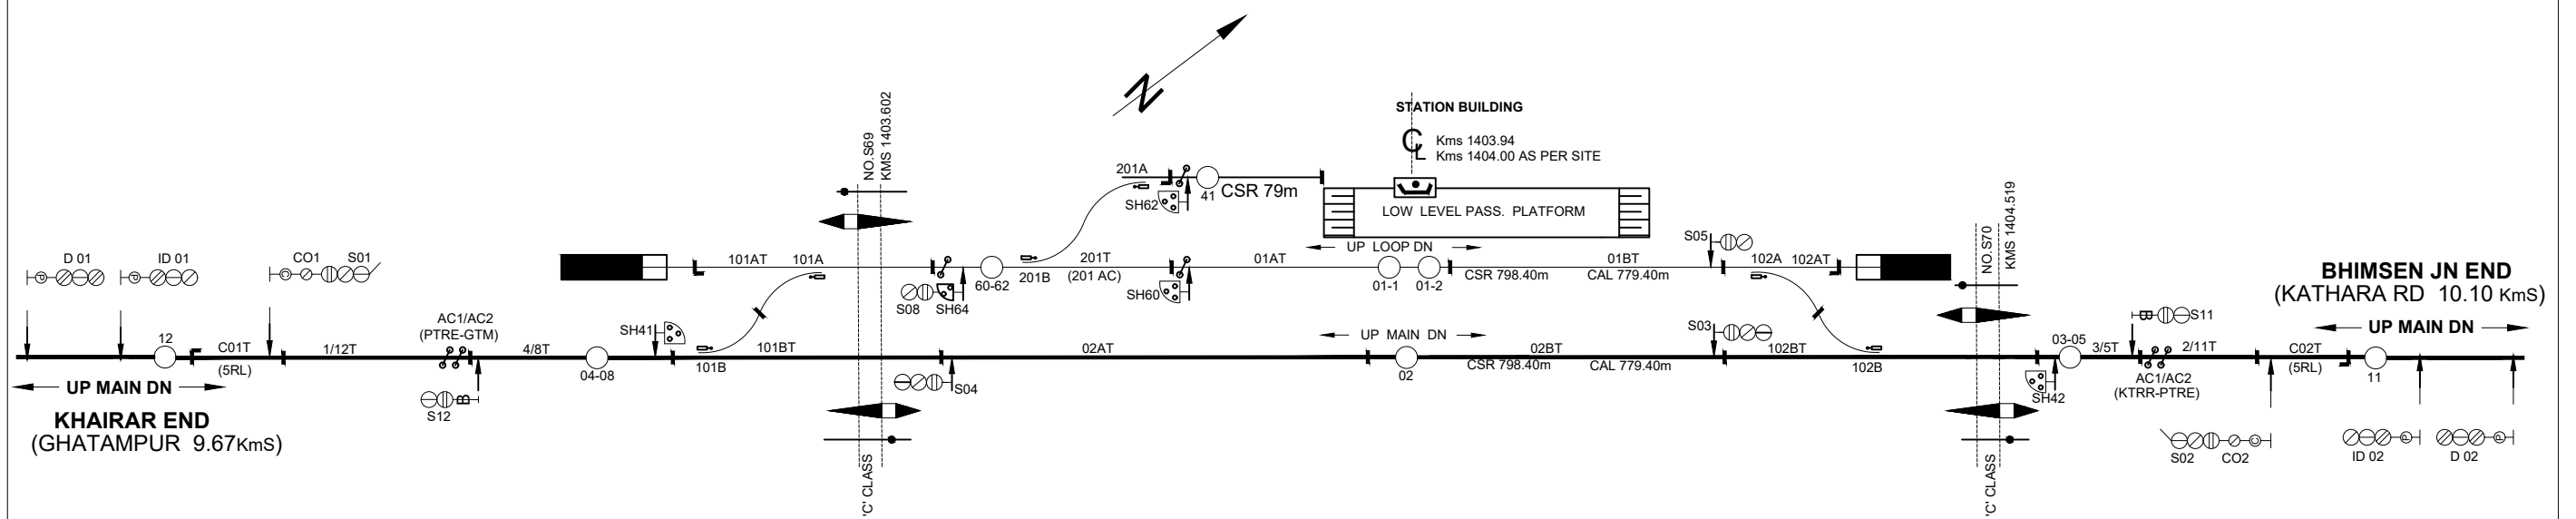 N
STATION BUILDING
CL
Kms 1403.94
Kms 1404.00 AS PER SITE
NO.S69
KMS 1403.602
201A
SH62
41
CSR 79m
LOW LEVEL PASS. PLATFORM
NO.S70
KMS 1404.519
UP LOOP DN
D 01
ID 01
CO1
S01
101AT
101A
S08
SH64
60-62
201B
201T
(201 AC)
SH60
01AT
01-1
01-2
CSR 798.40m
01BT
CAL 779.40m
S05
102A
102AT
BHIMSEN JN END
(KATHARA RD 10.10 KmS)
UP MAIN DN
12
C01T
(5RL)
1/12T
AC1/AC2
(PTRE-GTM)
4/8T
04-08
SH41
101B
101BT
02AT
UP MAIN DN
02
CSR 798.40m
02BT
CAL 779.40m
S03
102BT
102B
03-05
3/5T
B
S11
2/11T
C02T
(5RL)
11
UP MAIN DN
KHAIRAR END
(GHATAMPUR 9.67KmS)
B
S12
S04
'C' CLASS
SH42
AC1/AC2
(KTRR-PTRE)
'C' CLASS
S02
CO2
ID 02
D 02
P
P
C
C
P
P